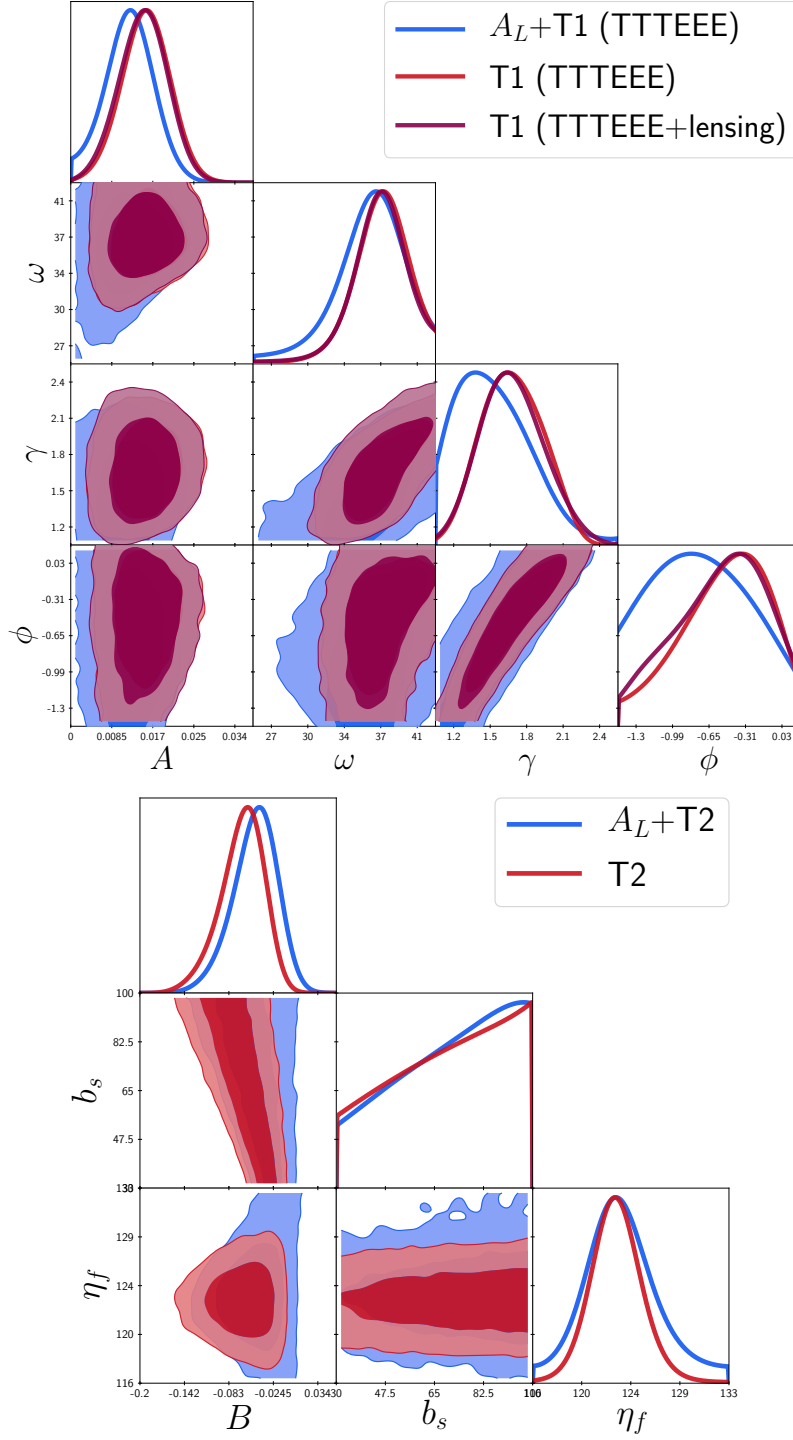 A_L+T1 (TTTEEE)
T1 (TTTEEE)
T1 (TTTEEE+lensing)
41
37
34
30
27
ω
2.4
2.1
1.8
1.5
1.2
γ
0.03
-0.31
-0.65
-0.99
-1.3
φ
0 0.0085 0.017 0.025 0.034
27 30 34 37 41
1.2 1.5 1.8 2.1 2.4
-1.3 -0.99 -0.65 -0.31 0.03
A ω γ φ
A_L+T2
T2
100
82.5
65
47.5
b_s
129
124
120
116
η_f
-0.2 -0.142 -0.083 -0.0245 0.0343
30 47.5 65 82.5
120 124 129 133
B b_s η_f